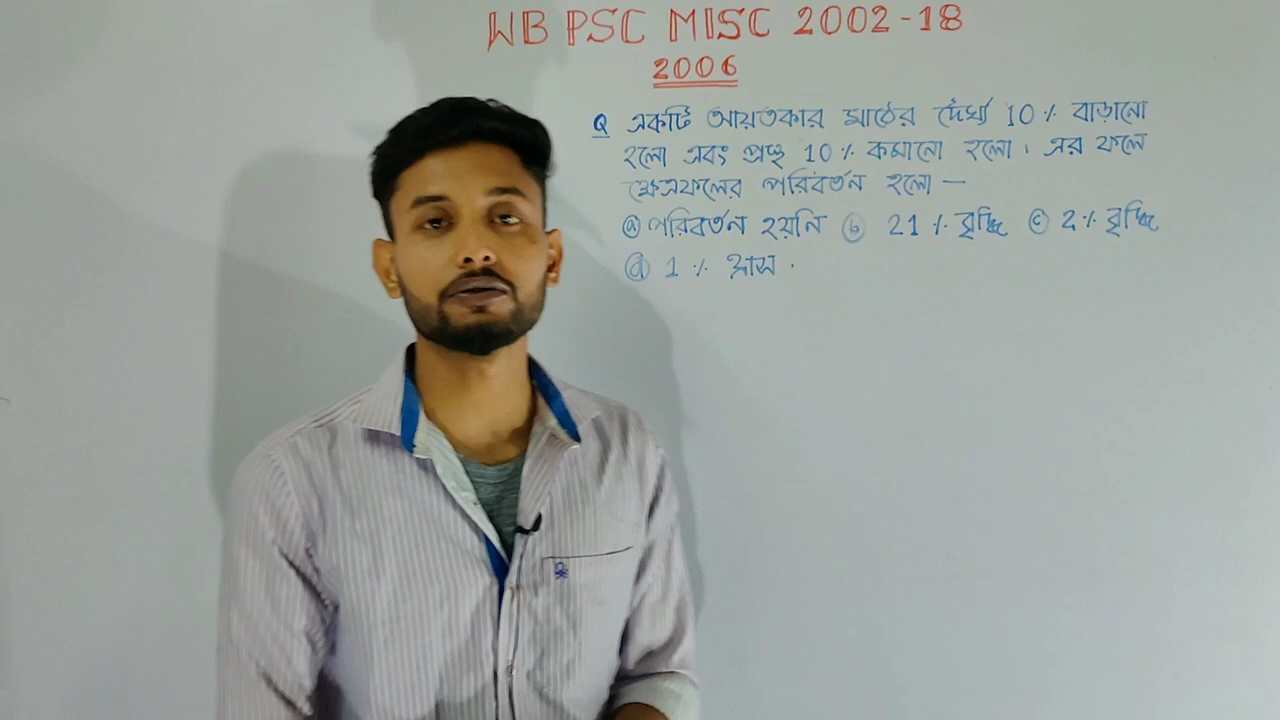 WB PSC MISC 2002-18
2006
Q একটি আয়তকার মাঠের দৈর্ঘ্য 10% বাড়ানো
হলো এবং প্রস্থ 10% কমানো হলো। এর ফলে
ক্ষেত্রফলের পরিবর্তন হলো —
ⓐ পরিবর্তন হয়নি ⓑ 21% বৃদ্ধি ⓒ 2% বৃদ্ধি
ⓓ 1% হ্রাস .